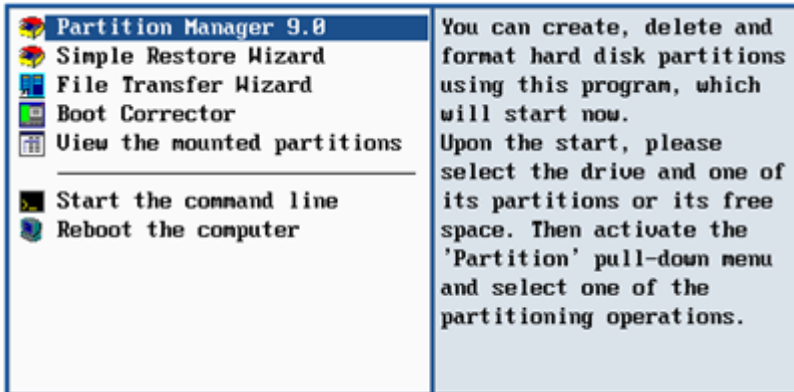 Partition Manager 9.0
Simple Restore Wizard
File Transfer Wizard
Boot Corrector
View the mounted partitions
Start the command line
Reboot the computer
You can create, delete and
format hard disk partitions
using this program, which
will start now.
Upon the start, please
select the drive and one of
its partitions or its free
space. Then activate the
'Partition' pull-down menu
and select one of the
partitioning operations.